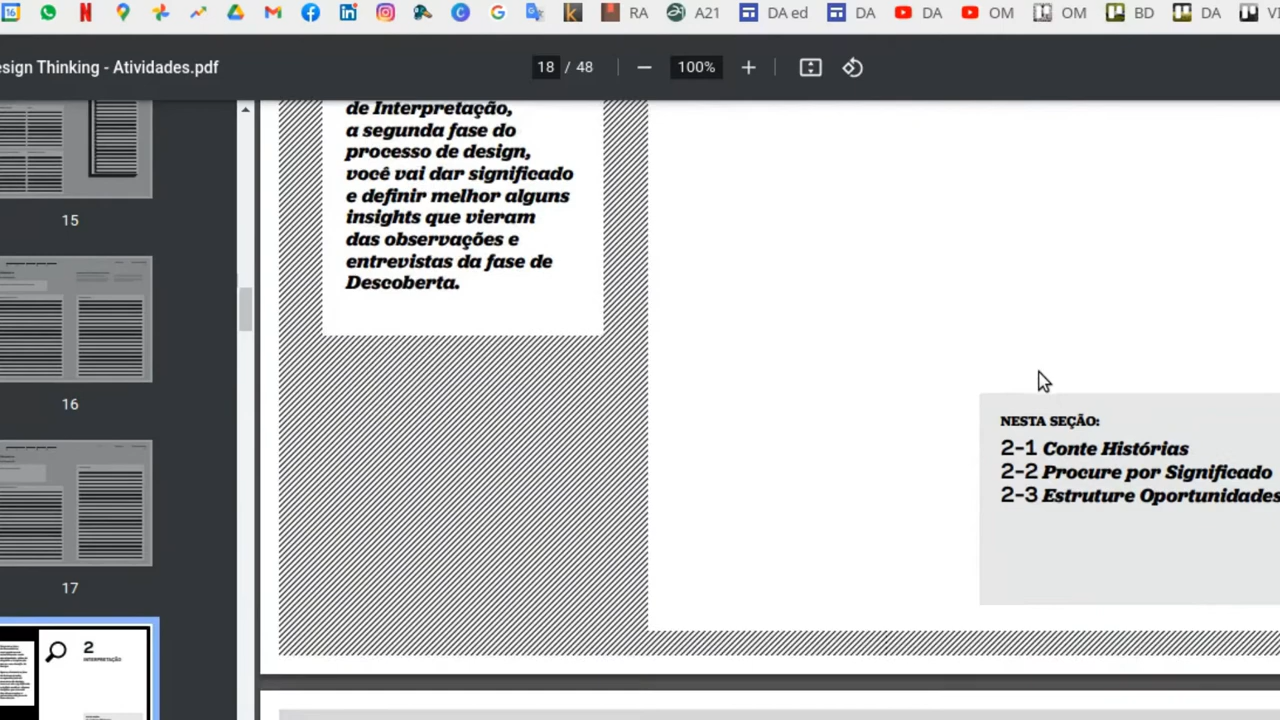 16
RA
A21
DA ed
DA
DA
OM
OM
BD
DA
esign Thinking - Atividades.pdf
18 / 48
100%
15
16
17
2
INTERPRETAÇÃO
de Interpretação,
a segunda fase do
processo de design,
você vai dar significado
e definir melhor alguns
insights que vieram
das observações e
entrevistas da fase de
Descoberta.
NESTA SEÇÃO:
2-1 Conte Histórias
2-2 Procure por Significado
2-3 Estruture Oportunidades